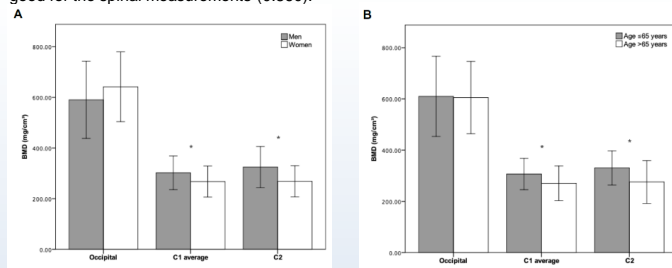 good for the spinal measurements (0.885).
A
Men
Women
800.00
600.00
400.00
200.00
0.00
BMD (mg/cm³)
*
*
Occipital
C1 average
C2
B
Age ≤65 years
Age >65 years
800.00
600.00
400.00
200.00
0.00
BMD (mg/cm³)
*
*
Occipital
C1 average
C2